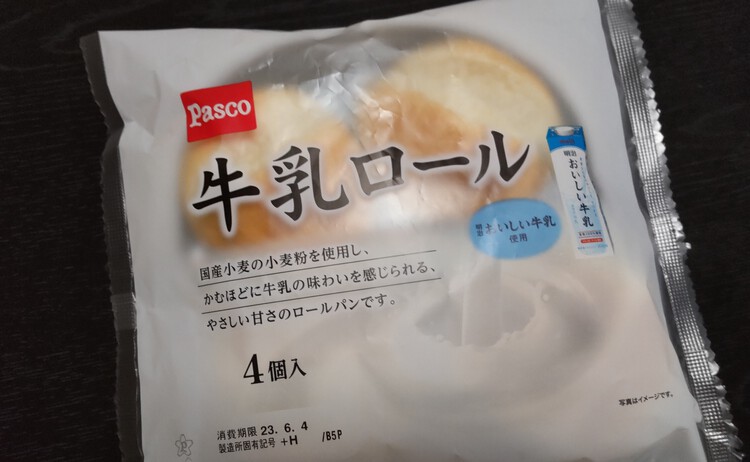 Pasco
牛乳ロール
明治
おいしい牛乳
明治 おいしい牛乳
使用
国産小麦の小麦粉を使用し、
かむほどに牛乳の味わいを感じられる、
やさしい甘さのロールパンです。
4個入
写真はイメージです。
消費期限 23. 6. 4
製造所固有記号 +H /B5P